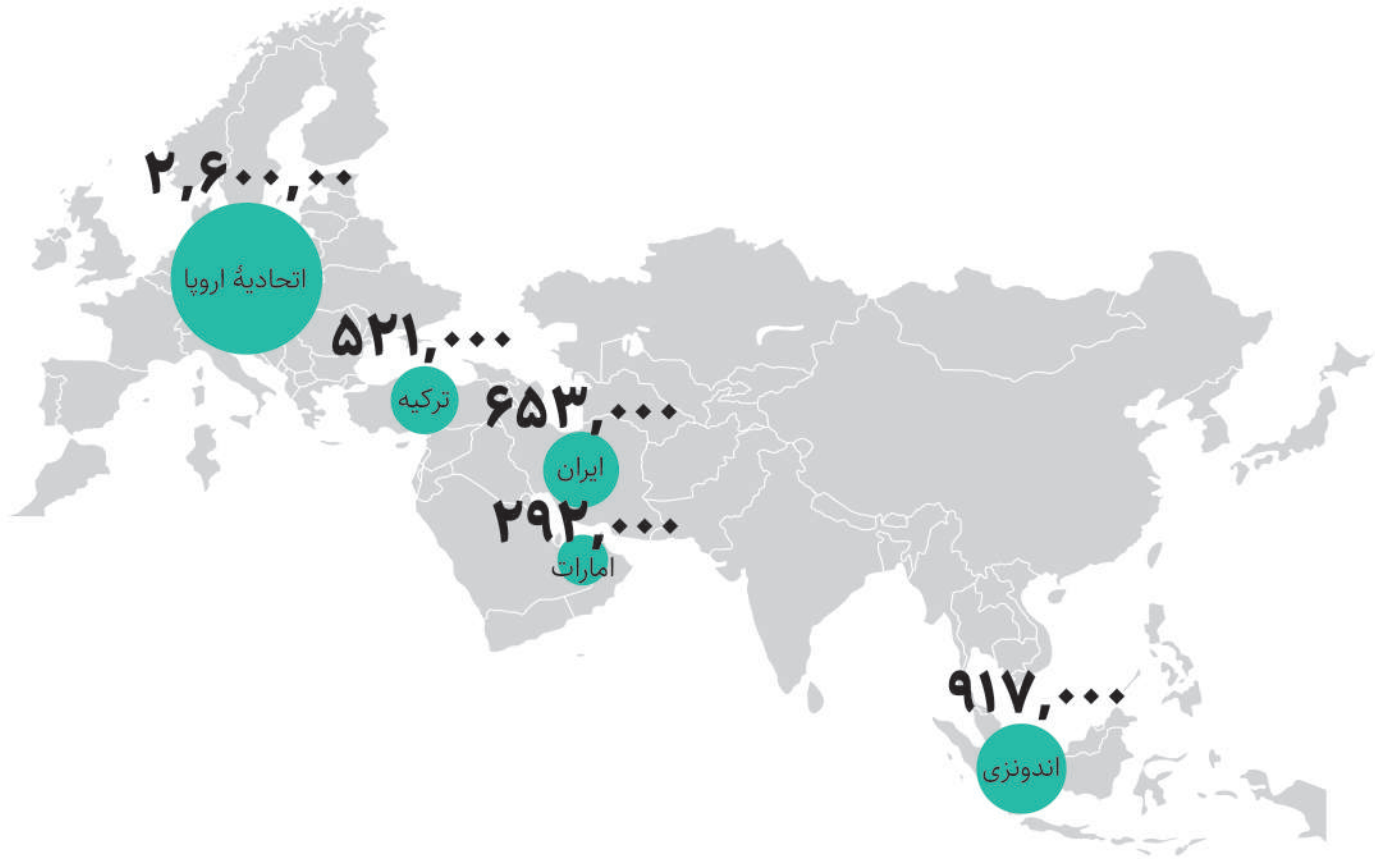 ۲,۶۰۰,۰۰
اتحادیهٔ اروپا
۵۲۱,۰۰۰
ترکیه
۶۵۳,۰۰۰
ایران
۲۹۲,۰۰۰
امارات
۹۱۷,۰۰۰
اندونزی